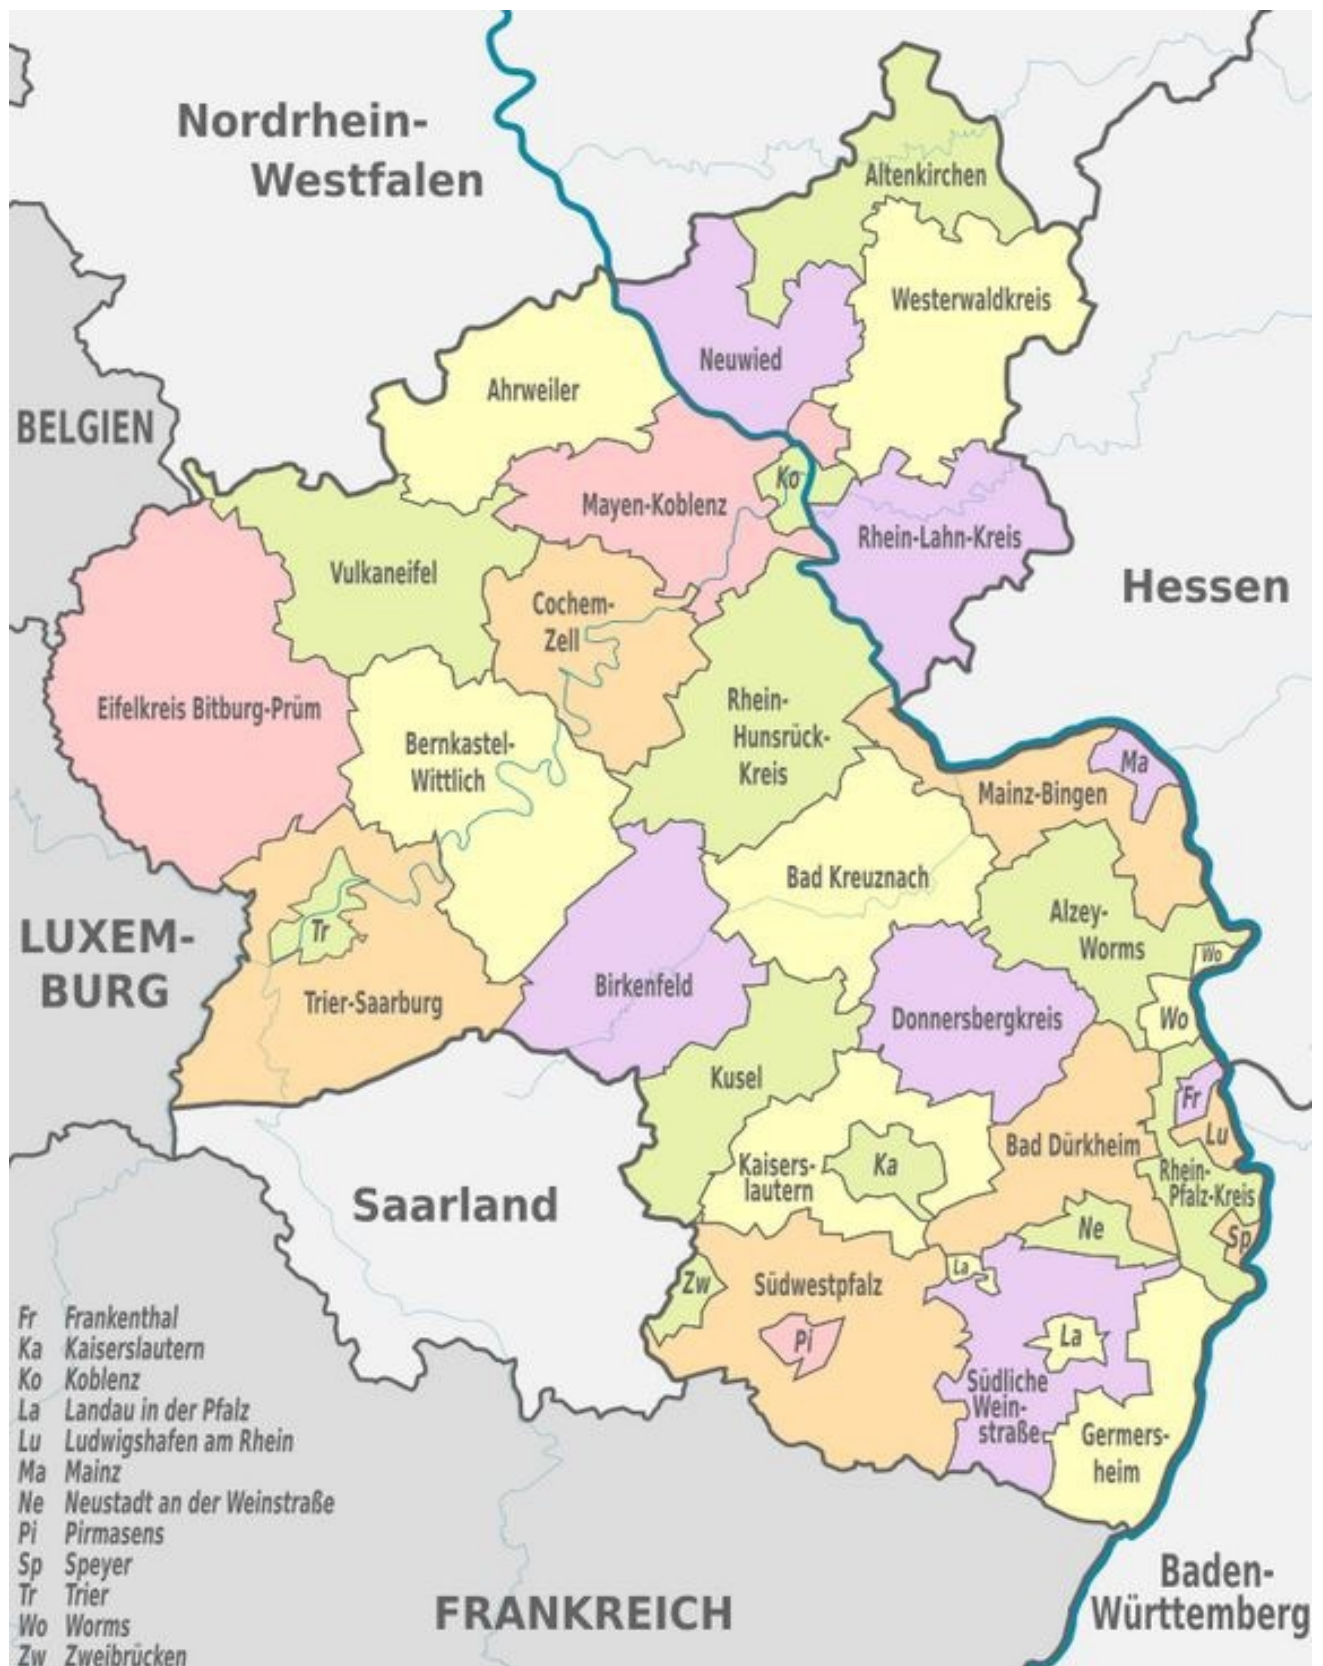 Nordrhein-
Westfalen
Altenkirchen
Westerwaldkreis
Neuwied
Ahrweiler
BELGIEN
Ko
Mayen-Koblenz
Rhein-Lahn-Kreis
Vulkaneifel
Hessen
Cochem-
Zell
Eifelkreis Bitburg-Prüm
Rhein-
Hunsrück-
Kreis
Bernkastel-
Wittlich
Ma
Mainz-Bingen
Bad Kreuznach
Alzey-
Worms
LUXEM-
BURG
Tr
Wo
Birkenfeld
Trier-Saarburg
Donnersbergkreis
Wo
Kusel
Fr
Lu
Bad Dürkheim
Kaisers-
lautern
Ka
Rhein-
Pfalz-Kreis
Saarland
Ne
Sp
La
Zw
Südwestpfalz
Pi
La
Südliche
Wein-
straße
Germers-
heim
Fr Frankenthal
Ka Kaiserslautern
Ko Koblenz
La Landau in der Pfalz
Lu Ludwigshafen am Rhein
Ma Mainz
Ne Neustadt an der Weinstraße
Pi Pirmasens
Sp Speyer
Tr Trier
Wo Worms
Zw Zweibrücken
FRANKREICH
Baden-
Württemberg